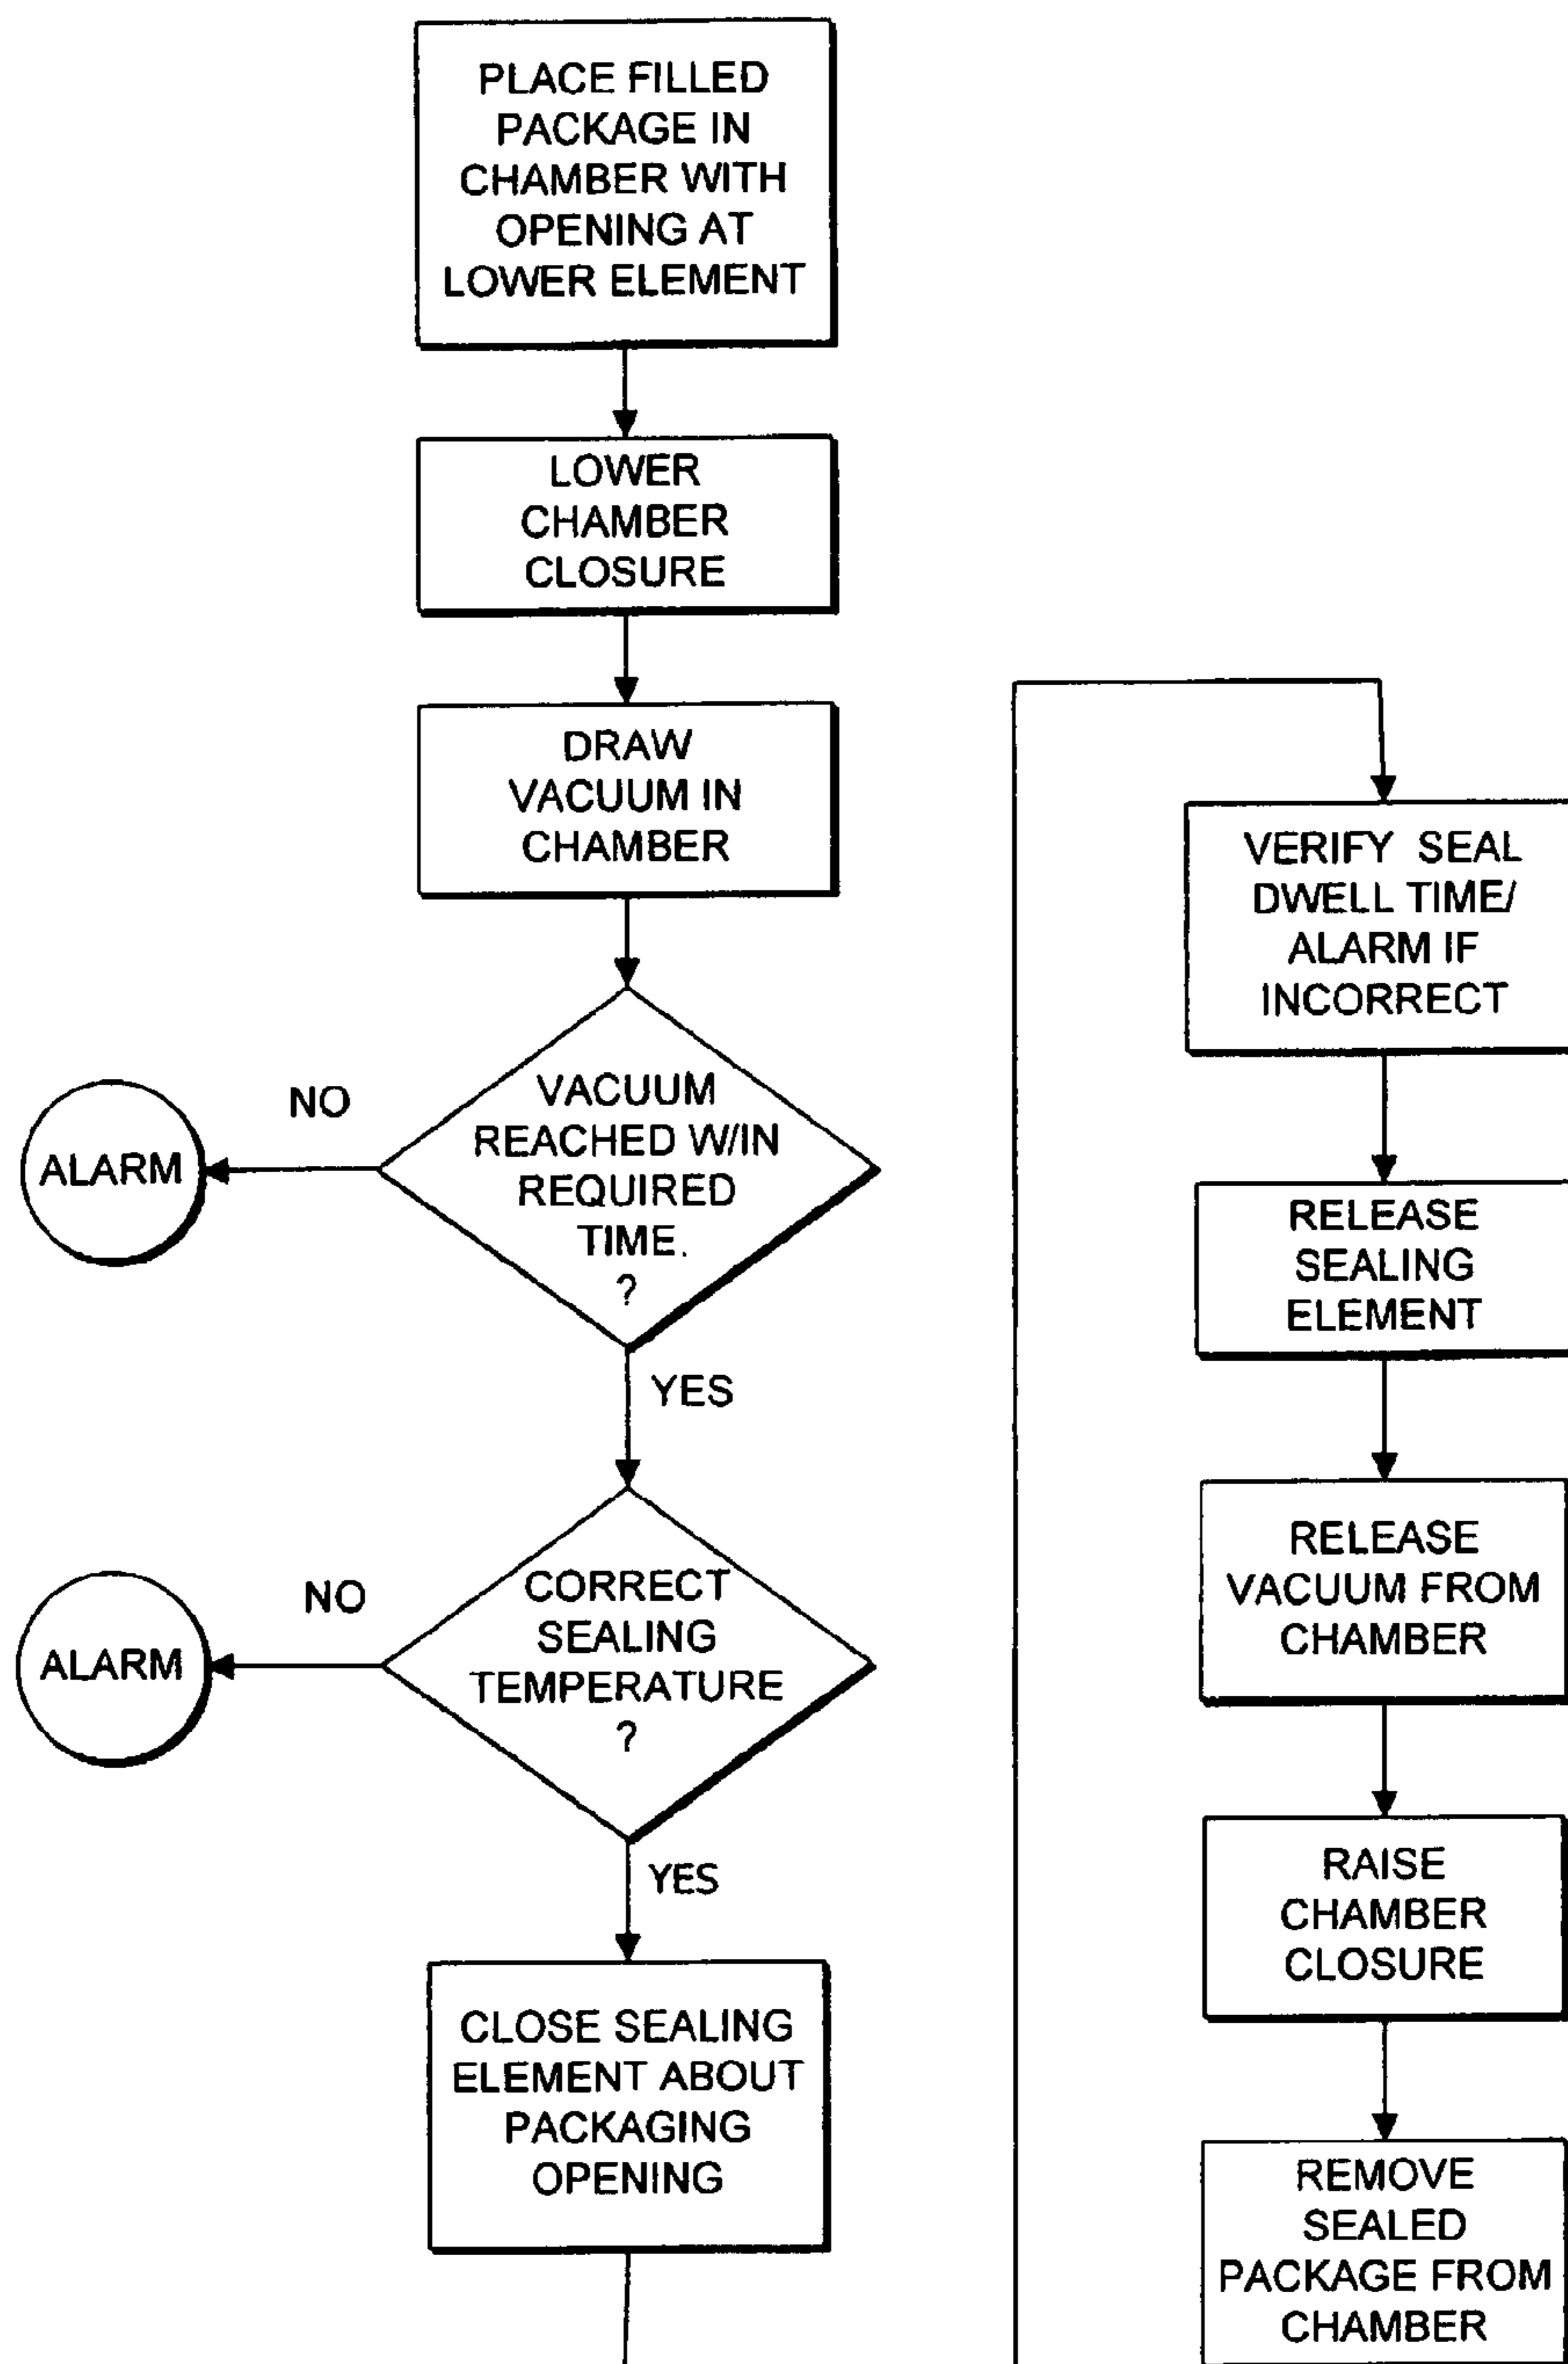 PLACE FILLED
PACKAGE IN
CHAMBER WITH
OPENING AT
LOWER ELEMENT
LOWER
CHAMBER
CLOSURE
DRAW
VACUUM IN
CHAMBER
VACUUM
REACHED W/IN
REQUIRED
TIME.
?
NO
ALARM
YES
CORRECT
SEALING
TEMPERATURE
?
NO
ALARM
YES
CLOSE SEALING
ELEMENT ABOUT
PACKAGING
OPENING
VERIFY SEAL
DWELL TIME/
ALARM IF
INCORRECT
RELEASE
SEALING
ELEMENT
RELEASE
VACUUM FROM
CHAMBER
RAISE
CHAMBER
CLOSURE
REMOVE
SEALED
PACKAGE FROM
CHAMBER